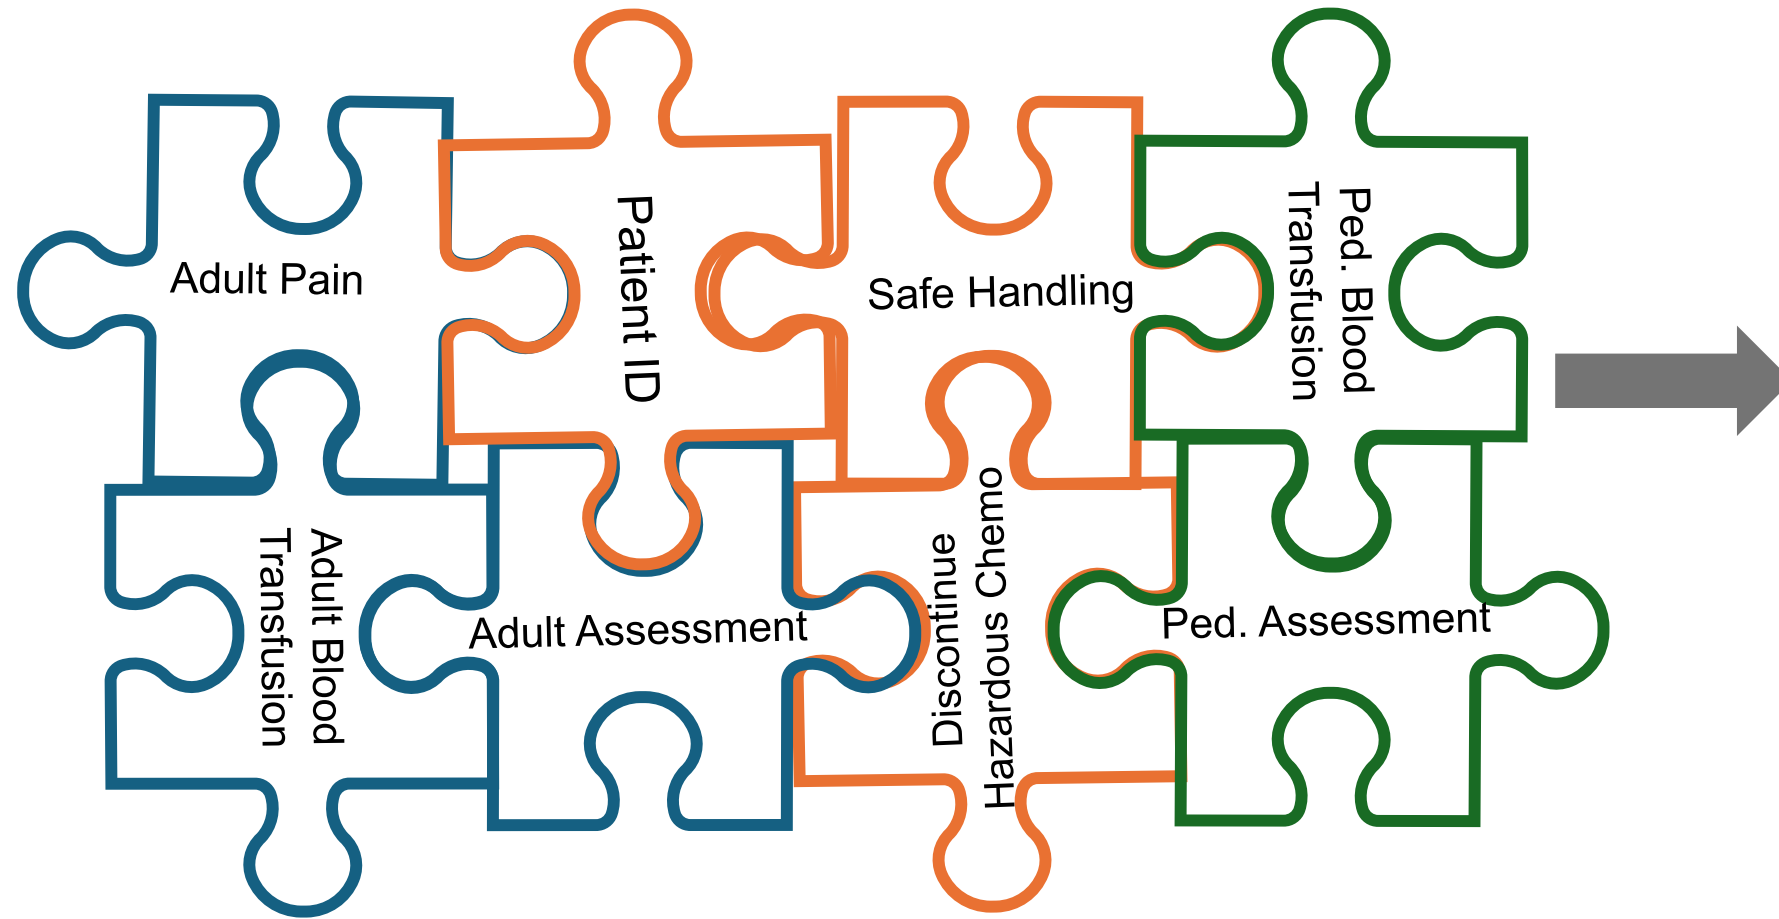 Adult Pain
Patient ID
Safe Handling
Ped. Blood
Transfusion
Adult Blood
Transfusion
Adult Assessment
Discontinue
Hazardous Chemo
Ped. Assessment